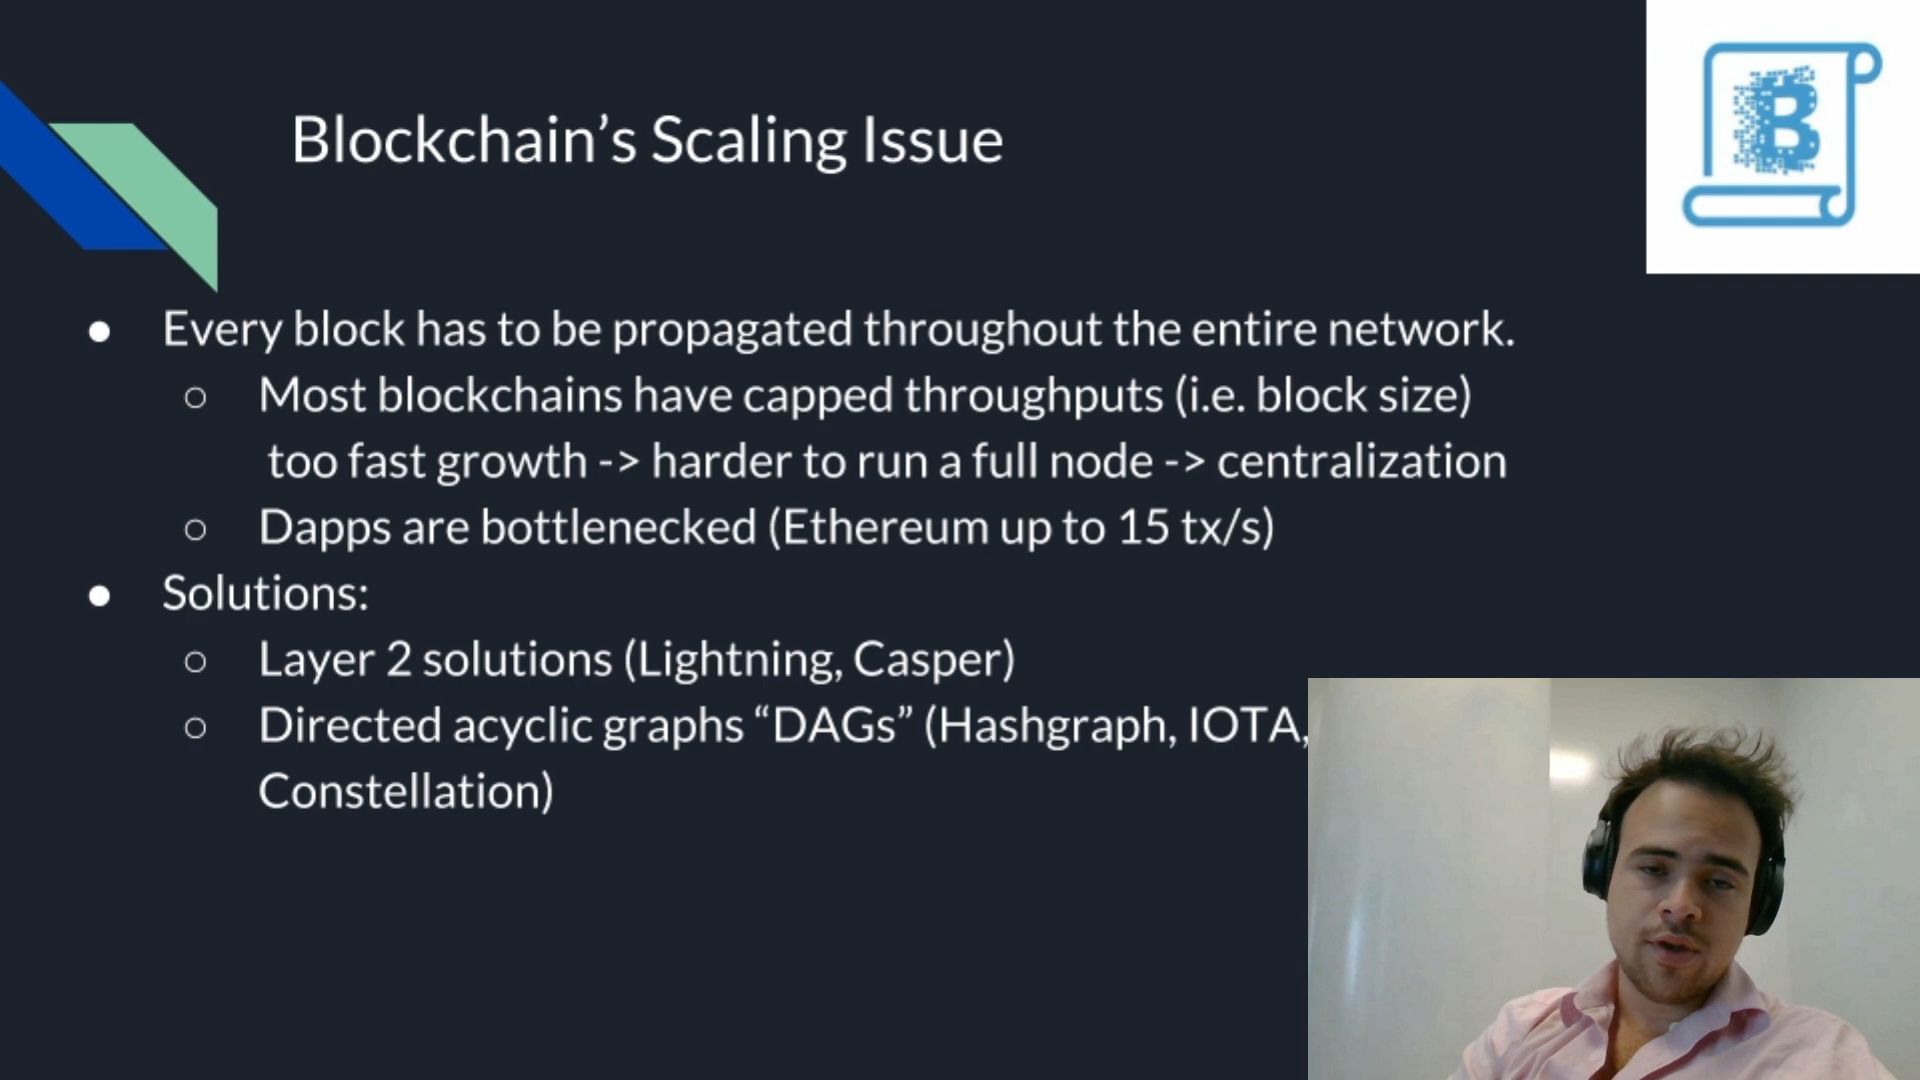 Blockchain’s Scaling Issue
● Every block has to be propagated throughout the entire network.
○ Most blockchains have capped throughputs (i.e. block size)
too fast growth -> harder to run a full node -> centralization
○ Dapps are bottlenecked (Ethereum up to 15 tx/s)
● Solutions:
○ Layer 2 solutions (Lightning, Casper)
○ Directed acyclic graphs “DAGs” (Hashgraph, IOTA,
Constellation)